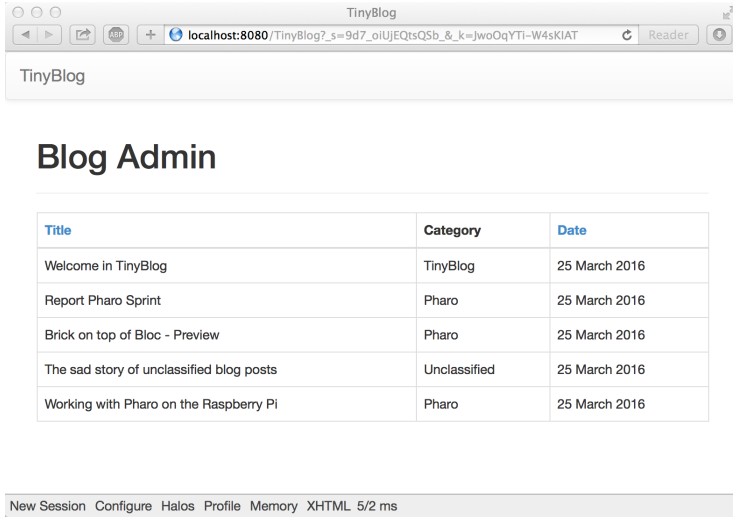 TinyBlog
ABP localhost:8080/TinyBlog?_s=9d7_oiUjEQtsQSb_&_k=JwoOqYTi-W4sKIAT Reader
TinyBlog
Blog Admin
Title Category Date
Welcome in TinyBlog TinyBlog 25 March 2016
Report Pharo Sprint Pharo 25 March 2016
Brick on top of Bloc - Preview Pharo 25 March 2016
The sad story of unclassified blog posts Unclassified 25 March 2016
Working with Pharo on the Raspberry Pi Pharo 25 March 2016
New Session Configure Halos Profile Memory XHTML 5/2 ms